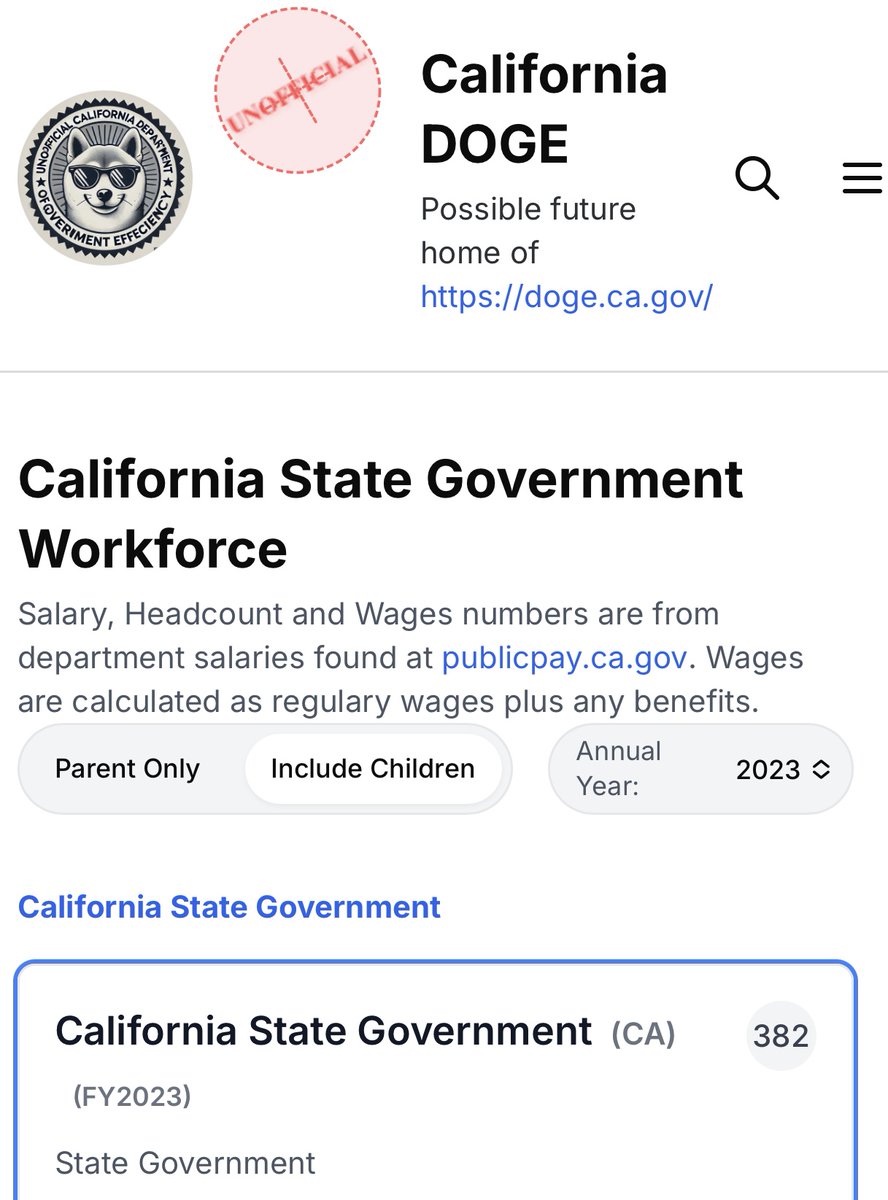 UNOFFICIAL CALIFORNIA DEPARTMENT
OF GOVERIMENT EFFECIENCY
UNOFFICIAL
California
DOGE
Possible future
home of
https://doge.ca.gov/
California State Government
Workforce
Salary, Headcount and Wages numbers are from
department salaries found at publicpay.ca.gov. Wages
are calculated as regulary wages plus any benefits.
Parent Only
Include Children
Annual
Year:
2023
California State Government
California State Government (CA)
382
(FY2023)
State Government